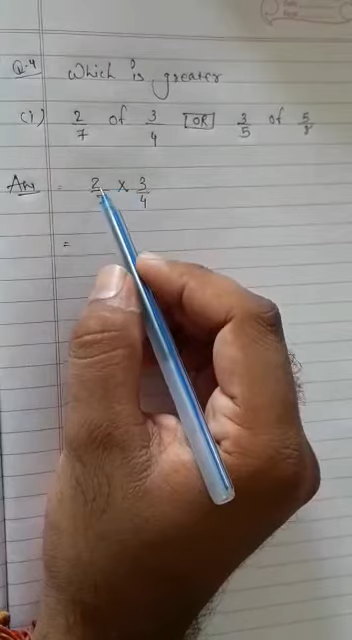 Q-4 Which is greater
(i) 2/7 of 3/4 OR 3/5 of 5/8
Ans = 2/7 × 3/4
=